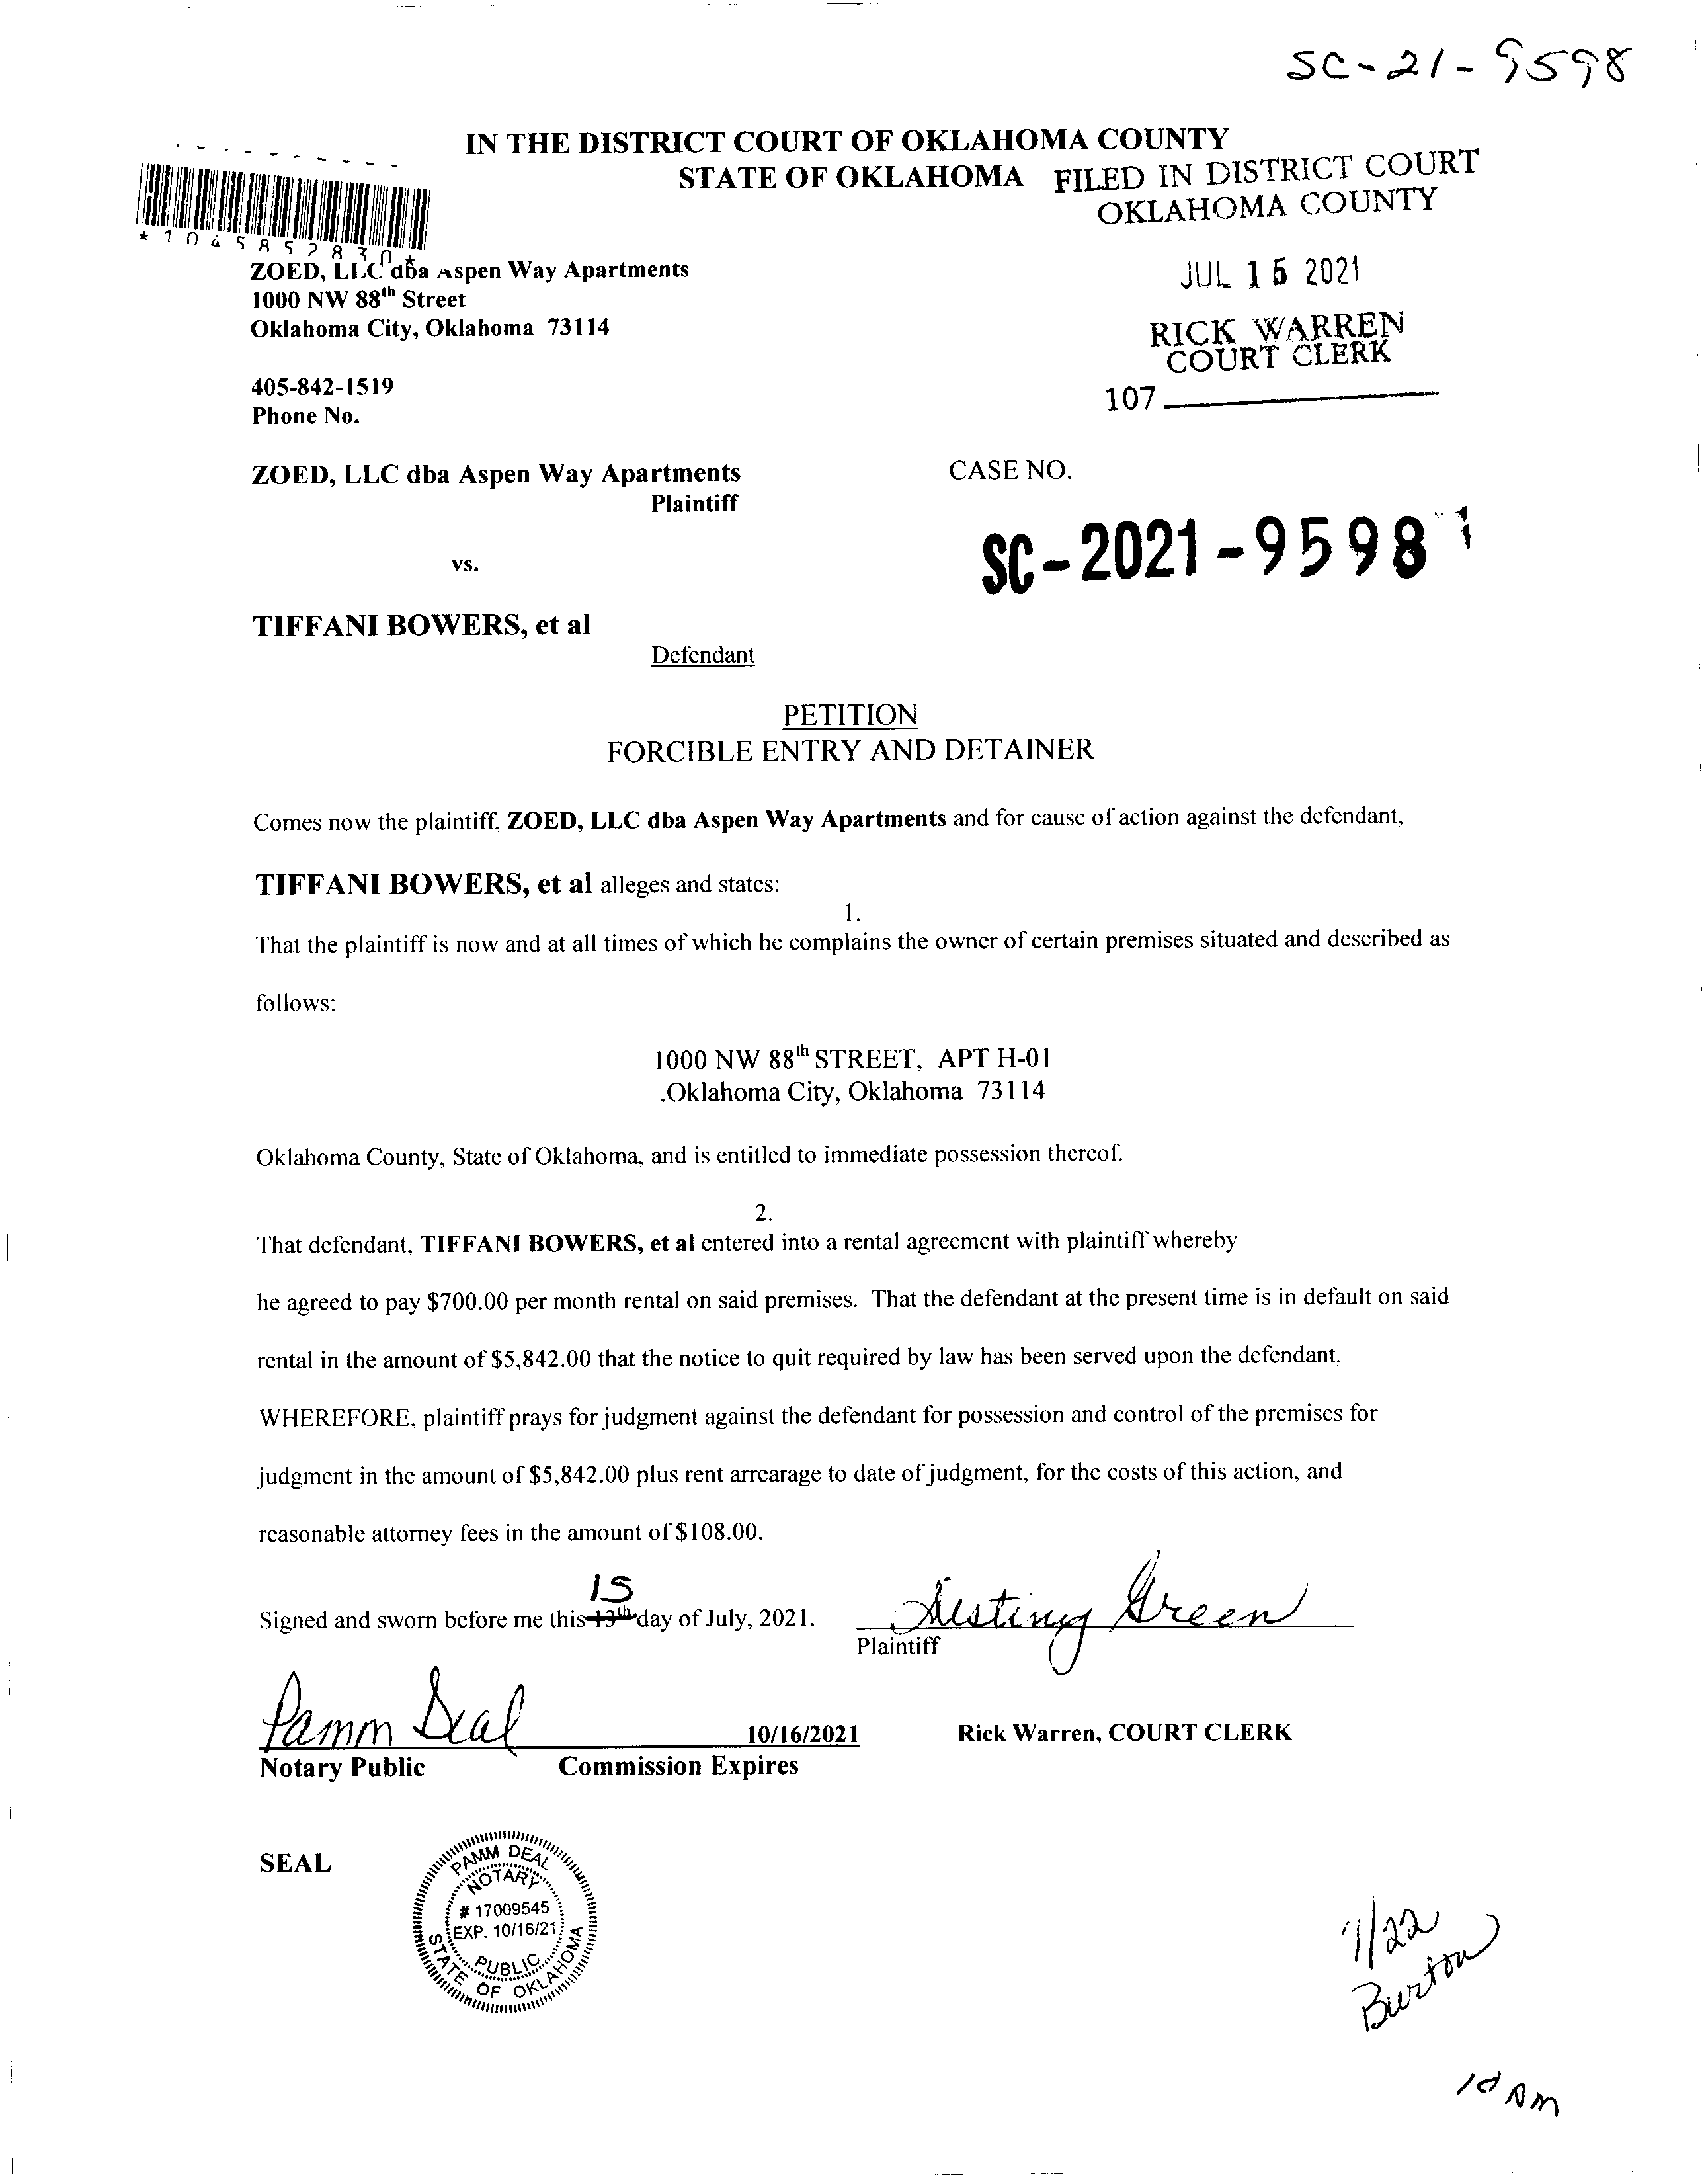 SC-21-9598
IN THE DISTRICT COURT OF OKLAHOMA COUNTY
STATE OF OKLAHOMA
FILED IN DISTRICT COURT
OKLAHOMA COUNTY
*1045852830*
JUL 15 2021
RICK WARREN
COURT CLERK
107
ZOED, LLC dba Aspen Way Apartments
1000 NW 88th Street
Oklahoma City, Oklahoma 73114
405-842-1519
Phone No.
ZOED, LLC dba Aspen Way Apartments
Plaintiff
CASE NO.
SC-2021-9598
vs.
TIFFANI BOWERS, et al
Defendant
PETITION
FORCIBLE ENTRY AND DETAINER
Comes now the plaintiff, ZOED, LLC dba Aspen Way Apartments and for cause of action against the defendant,
TIFFANI BOWERS, et al alleges and states:
1.
That the plaintiff is now and at all times of which he complains the owner of certain premises situated and described as
follows:
1000 NW 88th STREET, APT H-01
.Oklahoma City, Oklahoma 73114
Oklahoma County, State of Oklahoma, and is entitled to immediate possession thereof.
2.
That defendant, TIFFANI BOWERS, et al entered into a rental agreement with plaintiff whereby
he agreed to pay $700.00 per month rental on said premises. That the defendant at the present time is in default on said
rental in the amount of $5,842.00 that the notice to quit required by law has been served upon the defendant,
WHEREFORE, plaintiff prays for judgment against the defendant for possession and control of the premises for
judgment in the amount of $5,842.00 plus rent arrearage to date of judgment, for the costs of this action, and
reasonable attorney fees in the amount of $108.00.
15
Signed and sworn before me this 13th day of July, 2021.
Destiny Green
Plaintiff
Pamm Deal
10/16/2021
Rick Warren, COURT CLERK
Notary Public
Commission Expires
SEAL
PAMM DEAL
NOTARY
# 17009545
EXP. 10/16/21
PUBLIC
STATE OF OKLAHOMA
7/22
Burton
10 AM